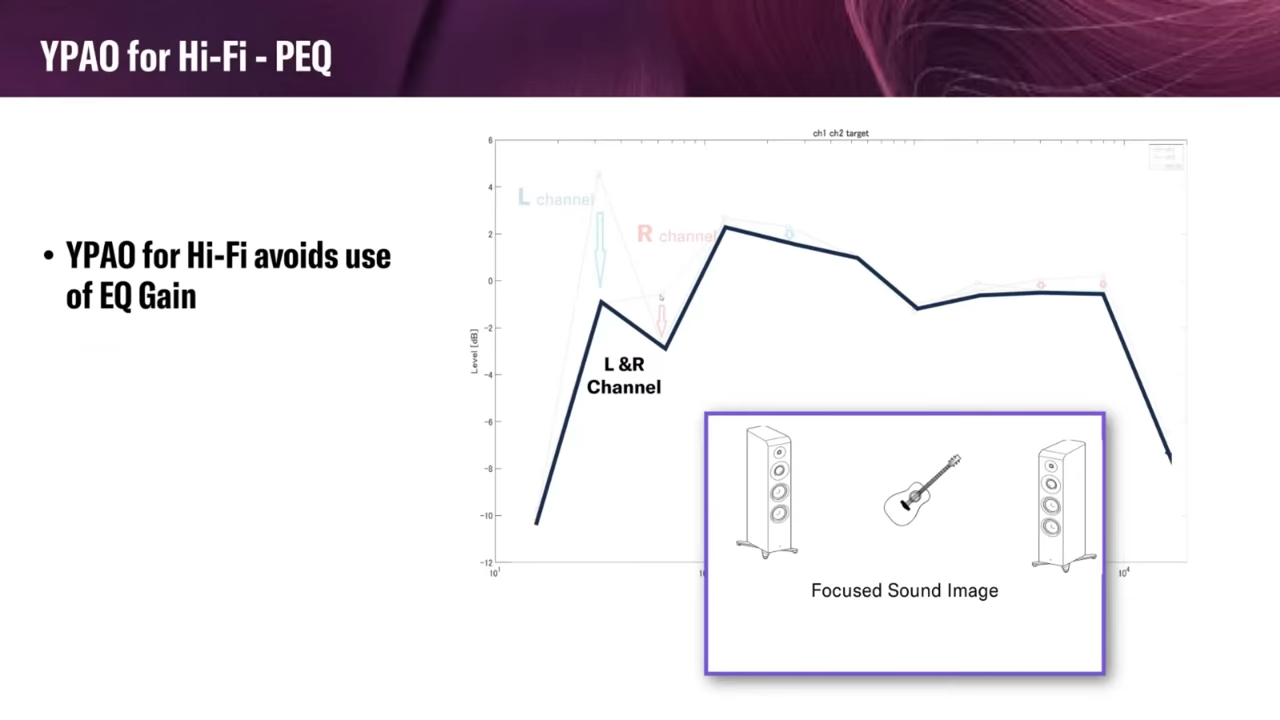 YPAO for Hi-Fi - PEQ
• YPAO for Hi-Fi avoids use
of EQ Gain
ch1 ch2 target
6
4
2
0
-2
-4
-6
-8
-10
-12
Level [dB]
L channel
R channel
L &R
Channel
10¹
10⁴
Focused Sound Image